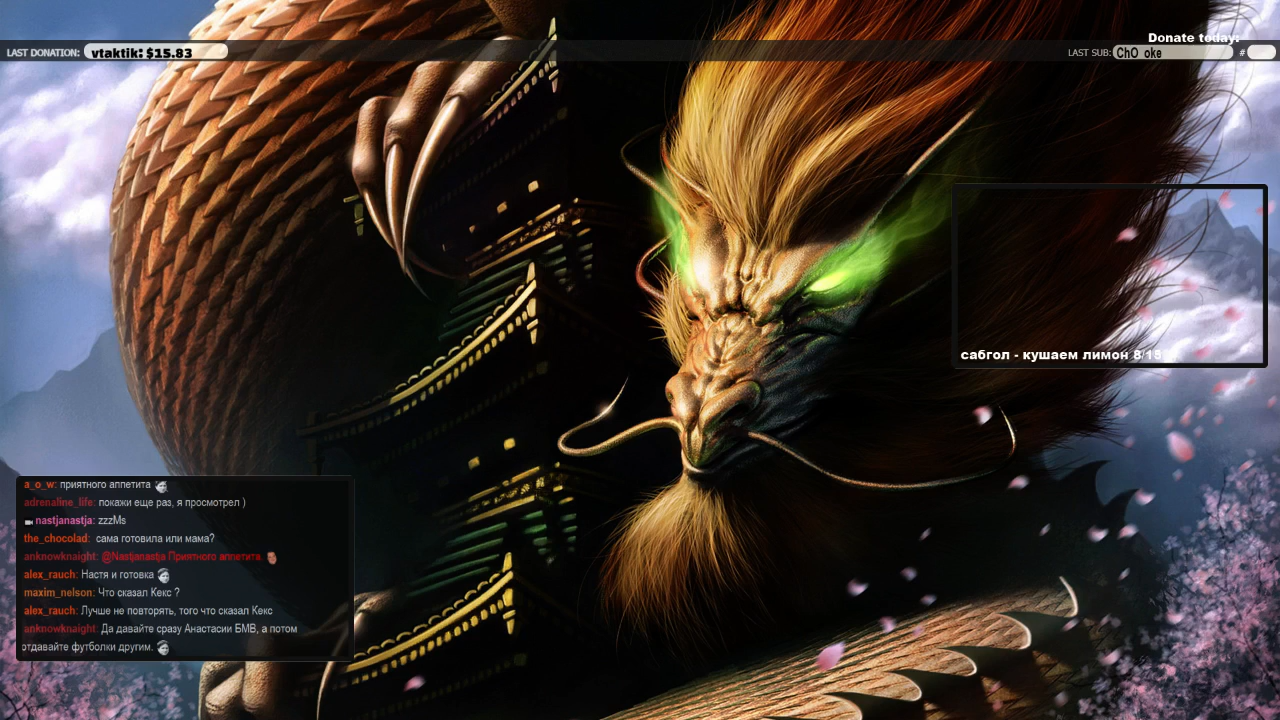 Donate today:
LAST DONATION: vtaktik: $15.83
LAST SUB: ChO_oke #
сабгол - кушаем лимон 8/15
a_o_w: приятного аппетита
adrenaline_life: покажи еще раз, я просмотрел )
nastjanastja: zzzMs
the_chocolad: сама готовила или мама?
anknowknaight: @Nastjanastja Приятного аппетита.
alex_rauch: Настя и готовка
maxim_nelson: Что сказал Кекс ?
alex_rauch: Лучше не повторять, того что сказал Кекс
anknowknaight: Да давайте сразу Анастасии БМВ, а потом
отдавайте футболки другим.